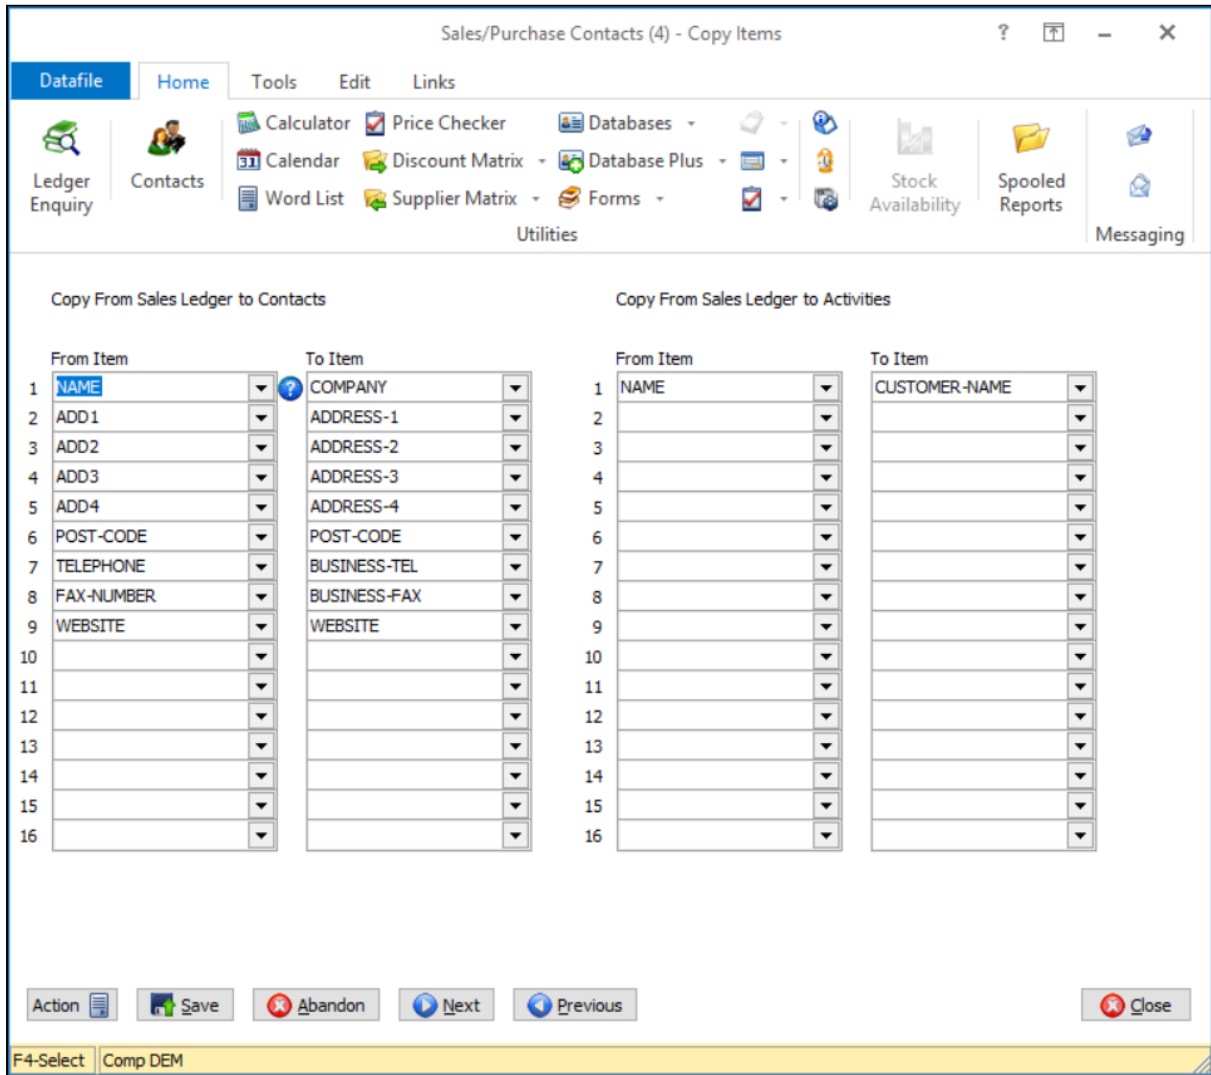 Sales/Purchase Contacts (4) - Copy Items ?
Datafile Home Tools Edit Links
Ledger Enquiry
Contacts
Calculator Price Checker Databases
31 Calendar Discount Matrix Database Plus
Word List Supplier Matrix Forms
Stock Availability
Spooled Reports
Utilities Messaging
Copy From Sales Ledger to Contacts Copy From Sales Ledger to Activities
From Item To Item From Item To Item
1 NAME ? COMPANY 1 NAME CUSTOMER-NAME
2 ADD1 ADDRESS-1 2
3 ADD2 ADDRESS-2 3
4 ADD3 ADDRESS-3 4
5 ADD4 ADDRESS-4 5
6 POST-CODE POST-CODE 6
7 TELEPHONE BUSINESS-TEL 7
8 FAX-NUMBER BUSINESS-FAX 8
9 WEBSITE WEBSITE 9
10 10
11 11
12 12
13 13
14 14
15 15
16 16
Action Save Abandon Next Previous Close
F4-Select Comp DEM